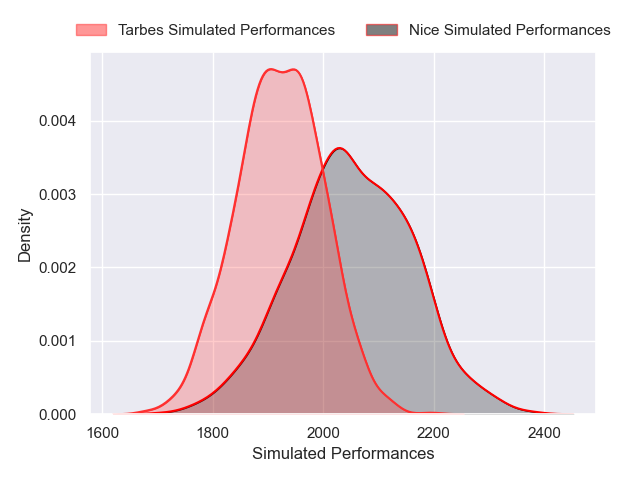 Tarbes Simulated Performances Nice Simulated Performances
0.004
0.003
0.002
0.001
0.000
Density
1600 1800 2000 2200 2400
Simulated Performances